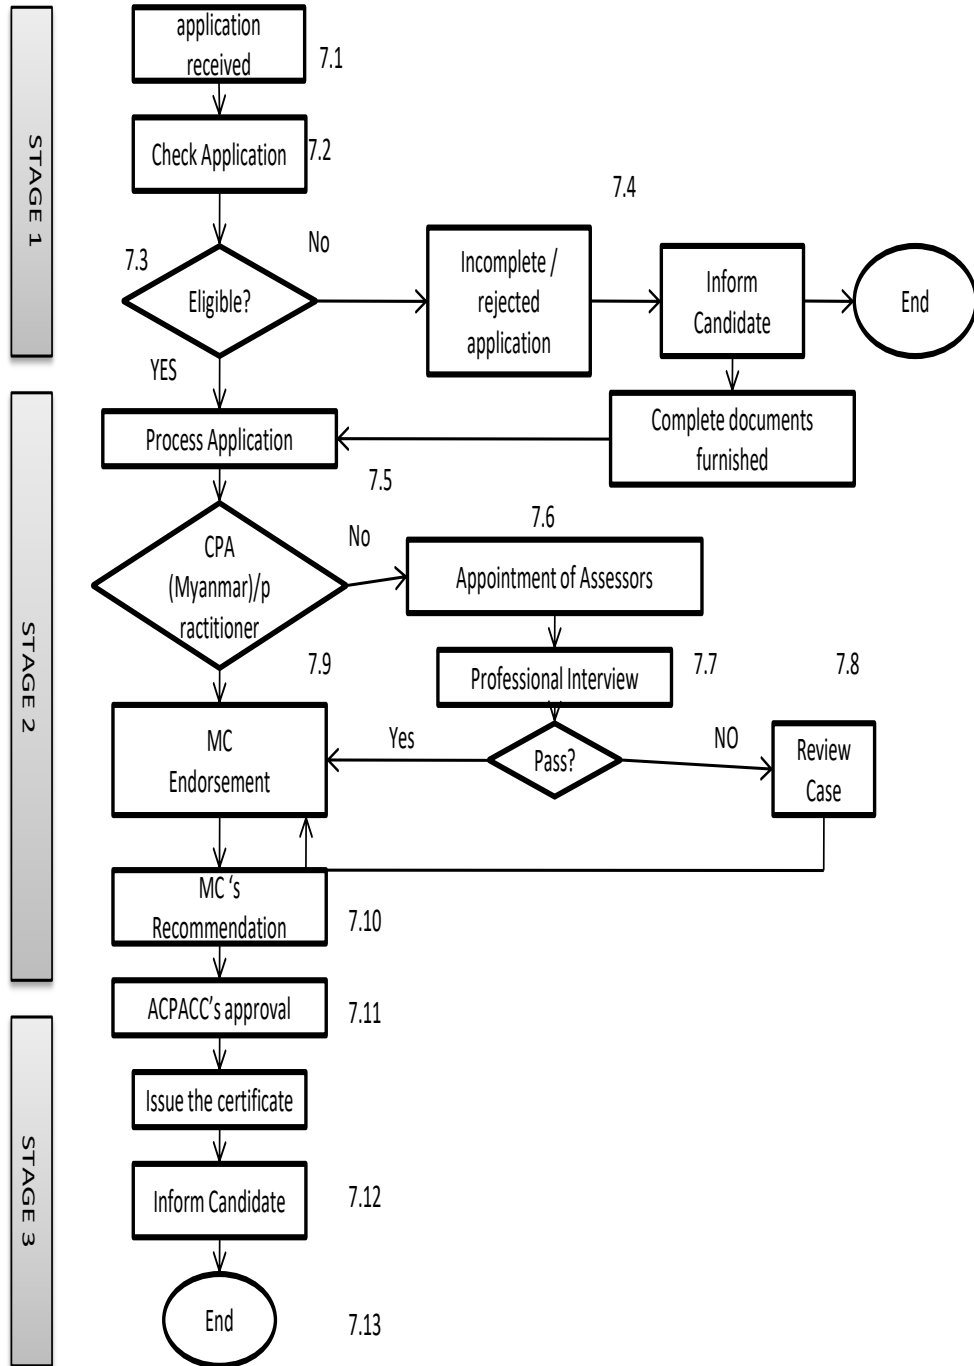 application
received
7.1
STAGE 1
Check Application
7.2
7.4
7.3
No
Eligible?
Incomplete /
rejected
application
Inform
Candidate
End
YES
Process Application
Complete documents
furnished
7.5
STAGE 2
7.6
No
CPA
(Myanmar)/p
ractitioner
Appointment of Assessors
7.9
Professional Interview
7.7
7.8
MC
Endorsement
Yes
Pass?
NO
Review
Case
MC ‘s
Recommendation
7.10
ACPACC’s approval
7.11
STAGE 3
Issue the certificate
Inform Candidate
7.12
End
7.13